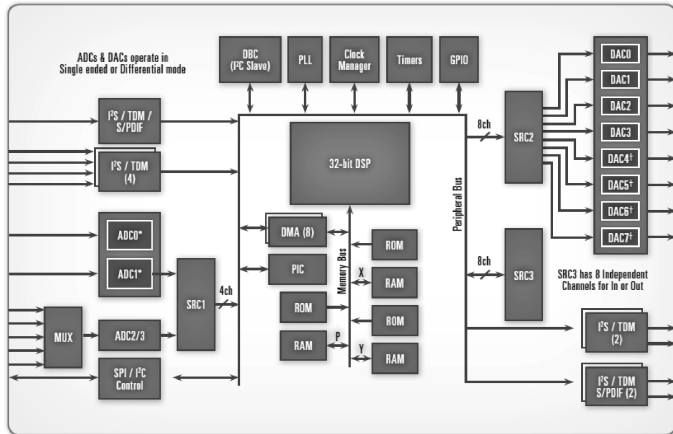 ADCs & DACs operate in
Single ended or Differential mode
DBC
(I²C Slave)
PLL
Clock
Manager
Timers
GPIO
I²S / TDM /
S/PDIF
I²S / TDM
(4)
32-bit DSP
8ch
SRC2
DAC0
DAC1
DAC2
DAC3
DAC4†
DAC5†
DAC6†
DAC7†
Peripheral Bus
ADC0*
ADC1*
SRC1
4ch
DMA (8)
PIC
ROM
RAM
Memory Bus
P
X
Y
ROM
RAM
ROM
RAM
8ch
SRC3
SRC3 has 8 Independent
Channels for In or Out
MUX
ADC2/3
SPI / I²C
Control
I²S / TDM
(2)
I²S / TDM
S/PDIF (2)